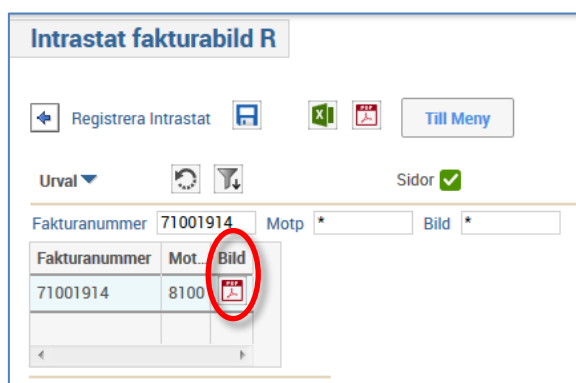 Intrastat fakturabild R
Registrera Intrastat Till Meny
Urval Sidor
Fakturanummer 71001914 Motp * Bild *
Fakturanummer Mot... Bild
71001914 8100